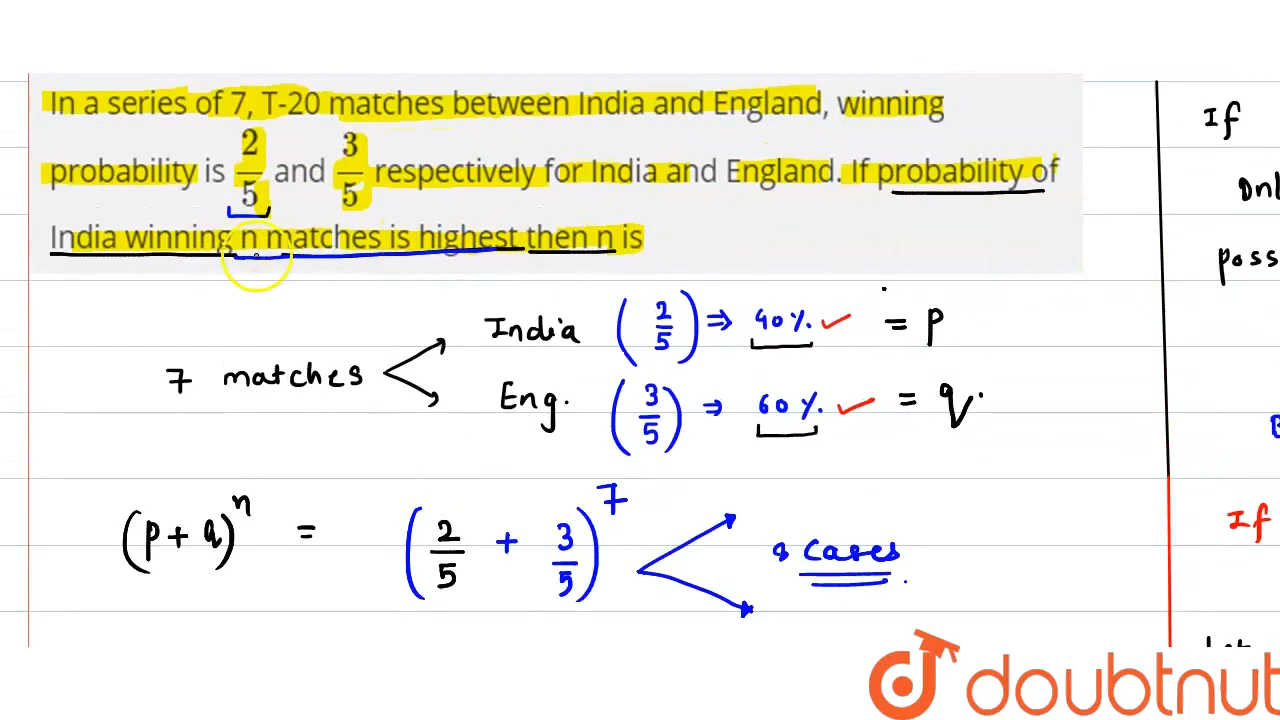 In a series of 7, T-20 matches between India and England, winning
probability is 2/5 and 3/5 respectively for India and England. If probability of
India winning n matches is highest then n is
If
Onl
poss
India (2/5) ⇒ 40 %. ✓ = p
7 matches
Eng. (3/5) ⇒ 60 %. ✓ = q.
(p + q)^n = (2/5 + 3/5)^7
8 cases.
If
doubtnut